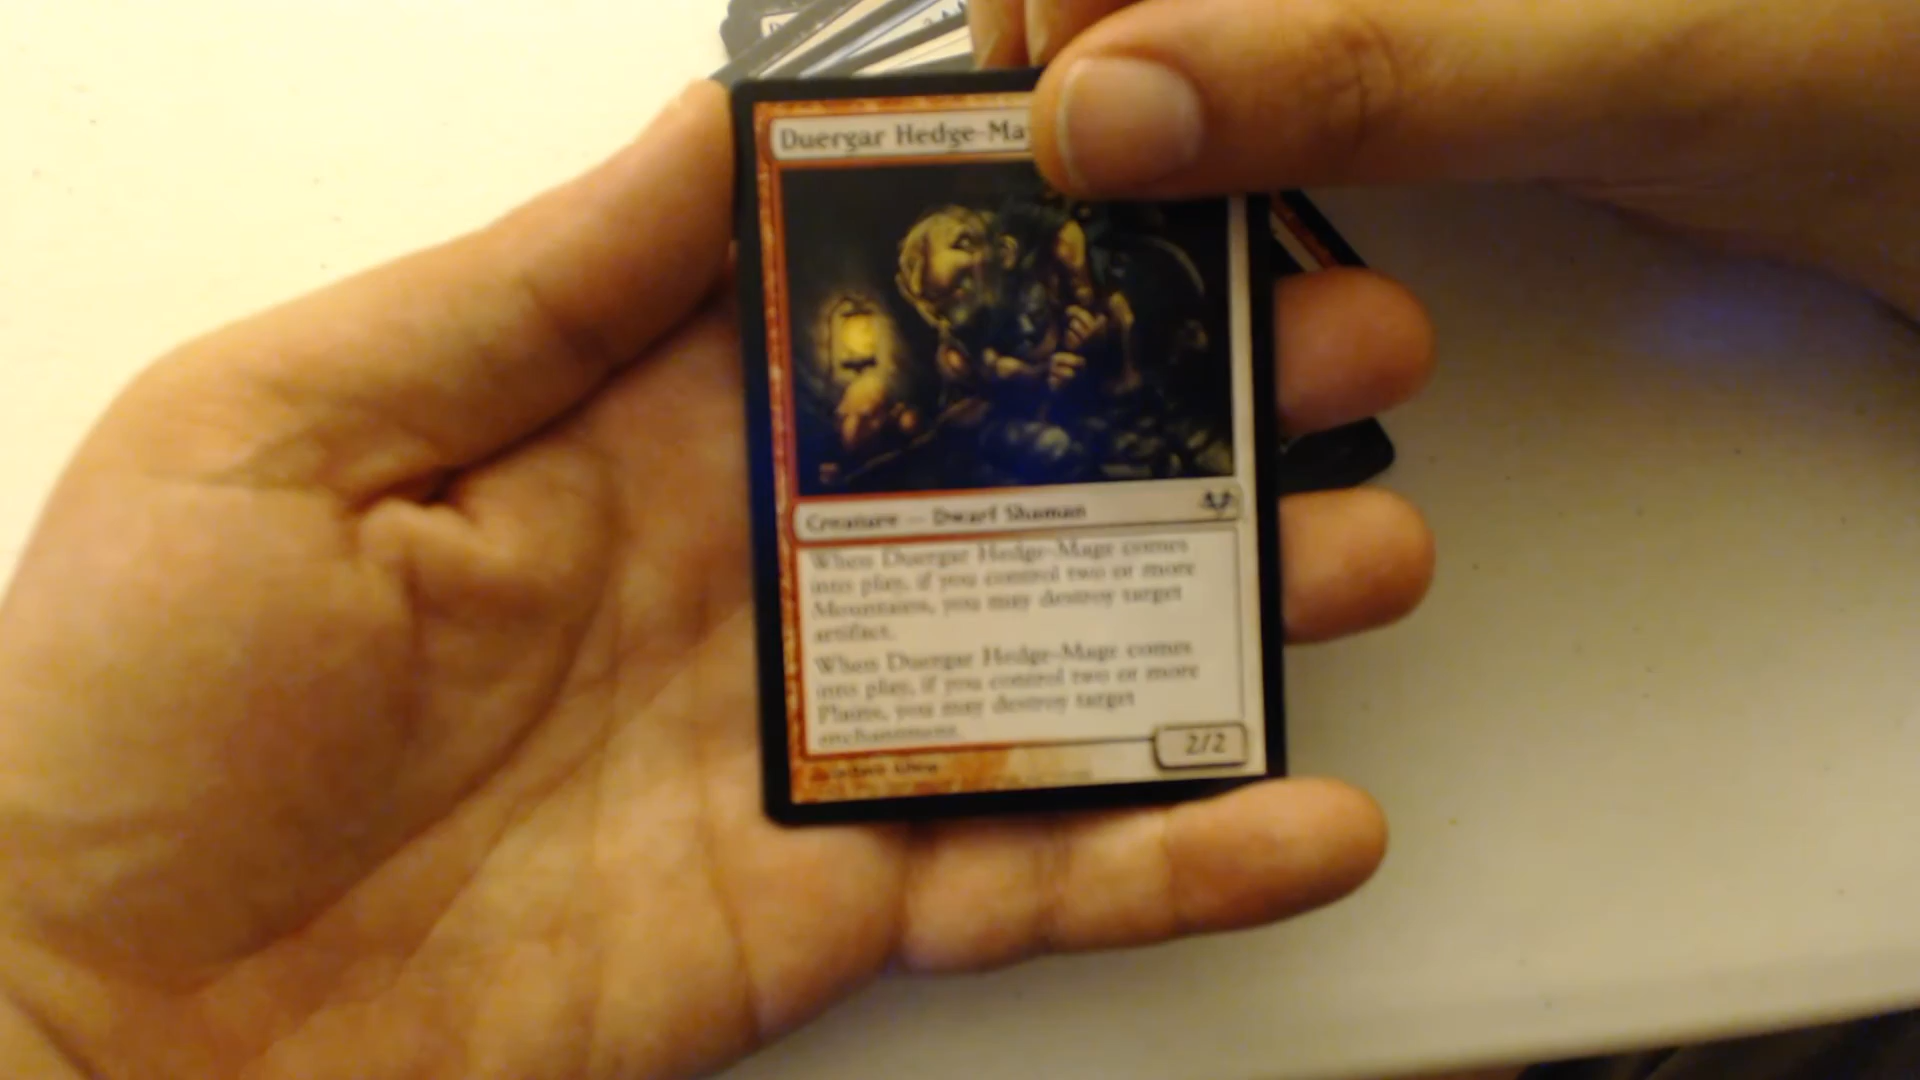 Duergar Hedge-Ma
Creature — Dwarf Shaman
When Duergar Hedge-Mage comes
into play, if you control two or more
Mountains, you may destroy target
artifact.
When Duergar Hedge-Mage comes
into play, if you control two or more
Plains, you may destroy target
enchantment.
2/2